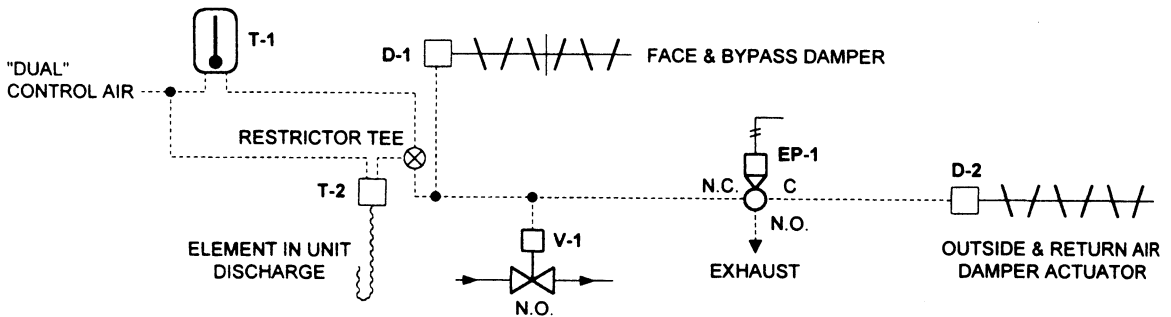 T-1
"DUAL"
CONTROL AIR
D-1
FACE & BYPASS DAMPER
RESTRICTOR TEE
T-2
ELEMENT IN UNIT
DISCHARGE
V-1
N.O.
EP-1
N.C.
C
N.O.
EXHAUST
D-2
OUTSIDE & RETURN AIR
DAMPER ACTUATOR